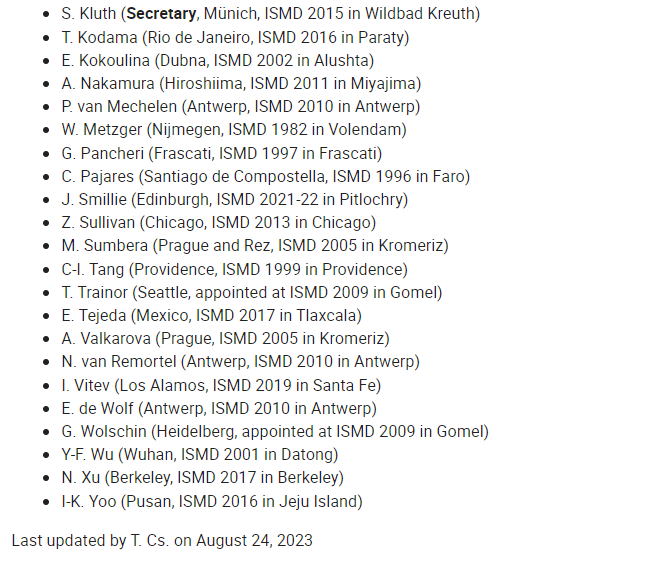 • S. Kluth (Secretary, Münich, ISMD 2015 in Wildbad Kreuth)
• T. Kodama (Rio de Janeiro, ISMD 2016 in Paraty)
• E. Kokoulina (Dubna, ISMD 2002 in Alushta)
• A. Nakamura (Hiroshiima, ISMD 2011 in Miyajima)
• P. van Mechelen (Antwerp, ISMD 2010 in Antwerp)
• W. Metzger (Nijmegen, ISMD 1982 in Volendam)
• G. Pancheri (Frascati, ISMD 1997 in Frascati)
• C. Pajares (Santiago de Compostella, ISMD 1996 in Faro)
• J. Smillie (Edinburgh, ISMD 2021-22 in Pitlochry)
• Z. Sullivan (Chicago, ISMD 2013 in Chicago)
• M. Sumbera (Prague and Rez, ISMD 2005 in Kromeriz)
• C-I. Tang (Providence, ISMD 1999 in Providence)
• T. Trainor (Seattle, appointed at ISMD 2009 in Gomel)
• E. Tejeda (Mexico, ISMD 2017 in Tlaxcala)
• A. Valkarova (Prague, ISMD 2005 in Kromeriz)
• N. van Remortel (Antwerp, ISMD 2010 in Antwerp)
• I. Vitev (Los Alamos, ISMD 2019 in Santa Fe)
• E. de Wolf (Antwerp, ISMD 2010 in Antwerp)
• G. Wolschin (Heidelberg, appointed at ISMD 2009 in Gomel)
• Y-F. Wu (Wuhan, ISMD 2001 in Datong)
• N. Xu (Berkeley, ISMD 2017 in Berkeley)
• I-K. Yoo (Pusan, ISMD 2016 in Jeju Island)
Last updated by T. Cs. on August 24, 2023